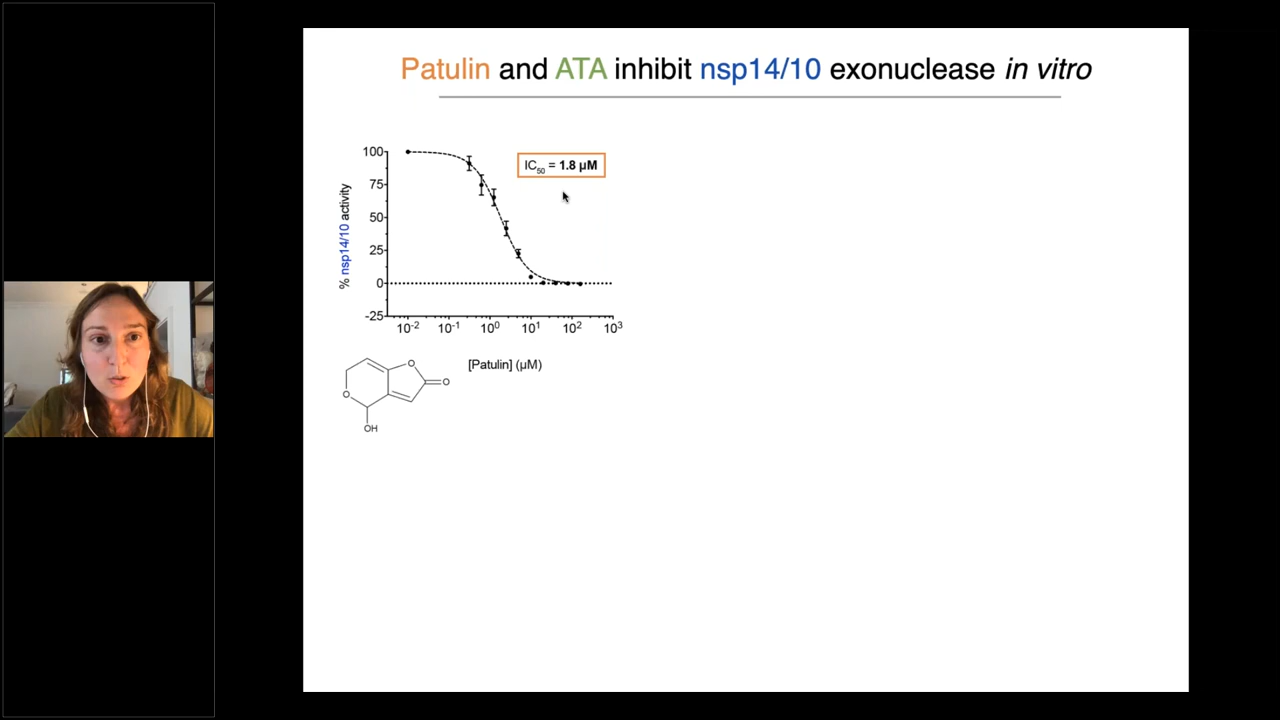 Patulin and ATA inhibit nsp14/10 exonuclease in vitro
IC50 = 1.8 µM
% nsp14/10 activity
100
75
50
25
0
-25
10-2
10-1
100
101
102
103
[Patulin] (µM)
O
O
O
OH